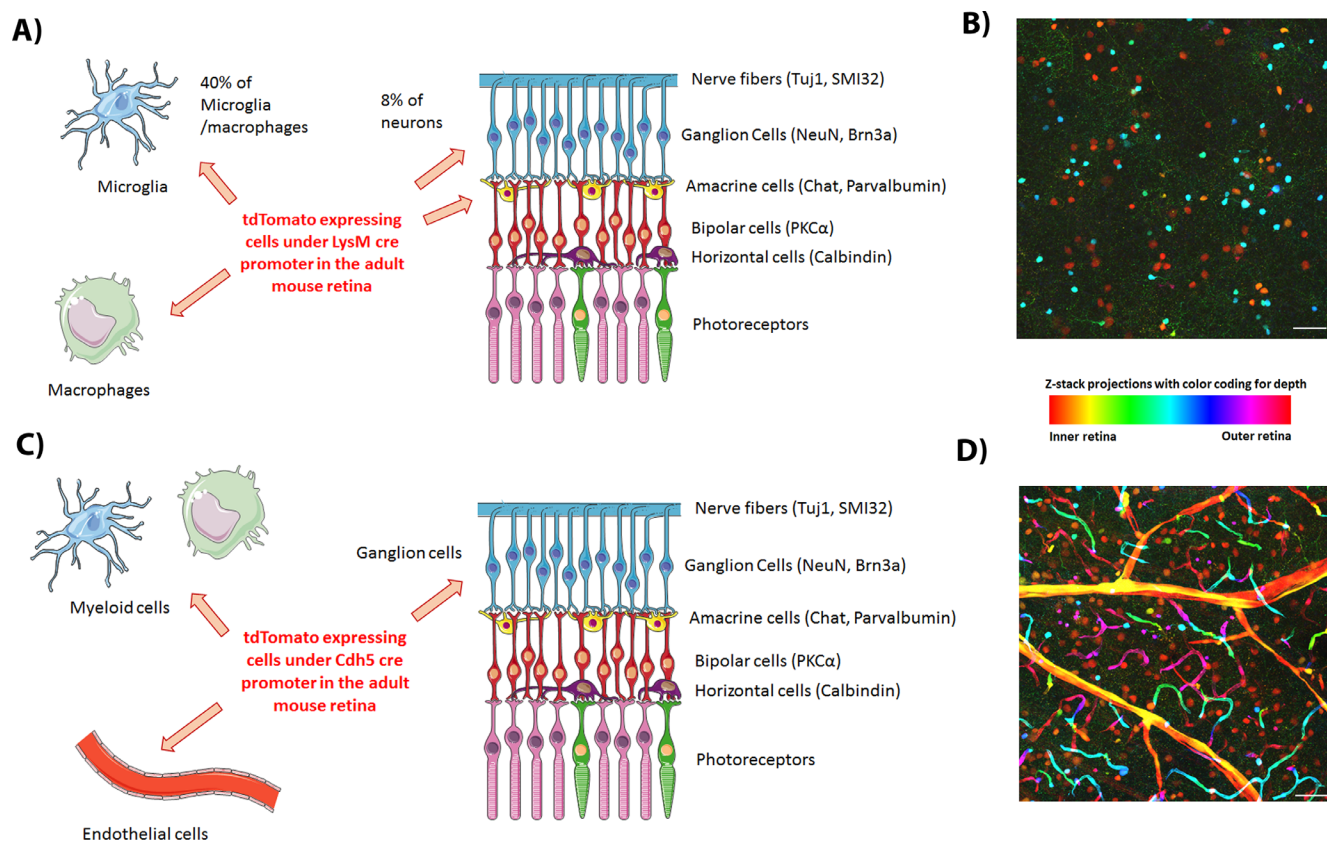 A)
40% of
Microglia
/macrophages
8% of
neurons
Microglia
tdTomato expressing
cells under LysM cre
promoter in the adult
mouse retina
Macrophages
Nerve fibers (Tuj1, SMI32)
Ganglion Cells (NeuN, Brn3a)
Amacrine cells (Chat, Parvalbumin)
Bipolar cells (PKCα)
Horizontal cells (Calbindin)
Photoreceptors
B)
Z-stack projections with color coding for depth
Inner retina
Outer retina
C)
Myeloid cells
Ganglion cells
tdTomato expressing
cells under Cdh5 cre
promoter in the adult
mouse retina
Endothelial cells
Nerve fibers (Tuj1, SMI32)
Ganglion Cells (NeuN, Brn3a)
Amacrine cells (Chat, Parvalbumin)
Bipolar cells (PKCα)
Horizontal cells (Calbindin)
Photoreceptors
D)